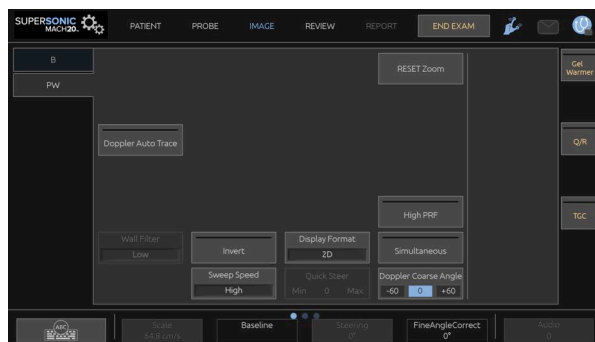 SUPERSONIC
MACH20.
PATIENT
PROBE
IMAGE
REVIEW
REPORT
END EXAM
B
PW
RESET Zoom
Gel
Warmer
Doppler Auto Trace
Q/R
High PRF
TGC
Wall Filter
Low
Invert
Display Format
2D
Simultaneous
Sweep Speed
High
Quick Steer
Min 0 Max
Doppler Coarse Angle
-60 0 +60
ABC
Scale
64.8 cm/s
Baseline
Steering
0°
FineAngleCorrect
0°
Audio
0